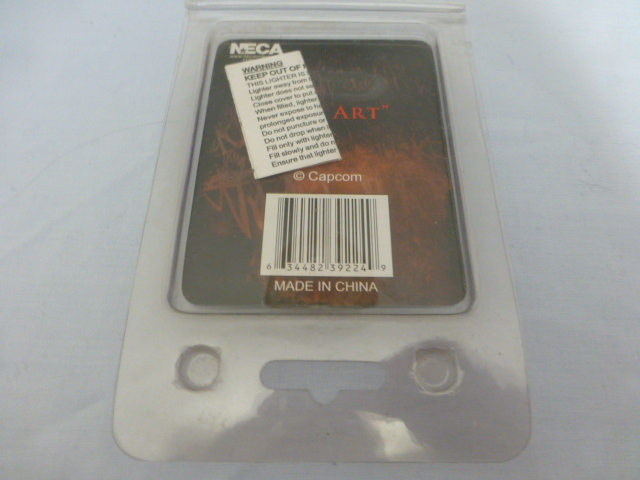 NECA
WARNING
KEEP OUT OF
THIS LIGHTER IS
Lighter away from
Lighter does not
Close cover to put
When filled, lighter
Never expose to
prolonged
Do not puncture or
Do not drop when
Fill only with lighter
Fill slowly and do
Ensure that lighter
ART"
© Capcom
6 34482 39224 9
MADE IN CHINA